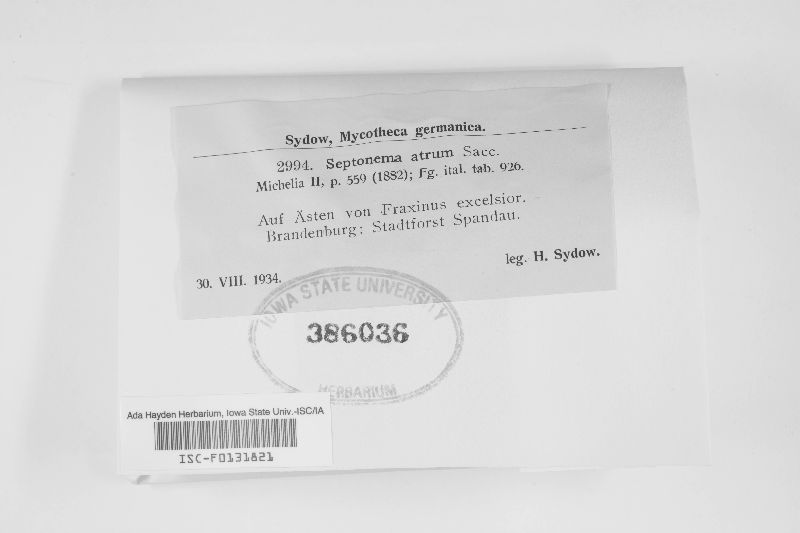 Sydow, Mycotheca germanica.
2994. Septonema atrum Sacc.
Michelia II, p. 559 (1882); Fg. ital. tab. 926.
Auf Ästen von Fraxinus excelsior.
Brandenburg: Stadtforst Spandau.
leg. H. Sydow.
30. VIII. 1934.
IOWA STATE UNIVERSITY
386036
HERBARIUM
Ada Hayden Herbarium, Iowa State Univ.-ISC/IA
ISC-F0131821